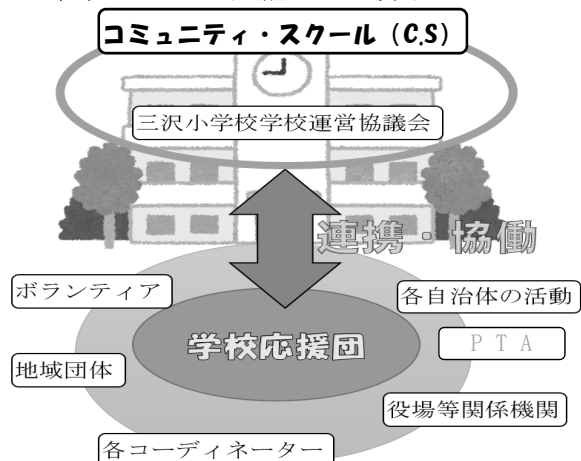 コミュニティ・スクール（C.S）
三沢小学校学校運営協議会
連携・協働
ボランティア
各自治体の活動
学校応援団
ＰＴＡ
地域団体
役場等関係機関
各コーディネーター